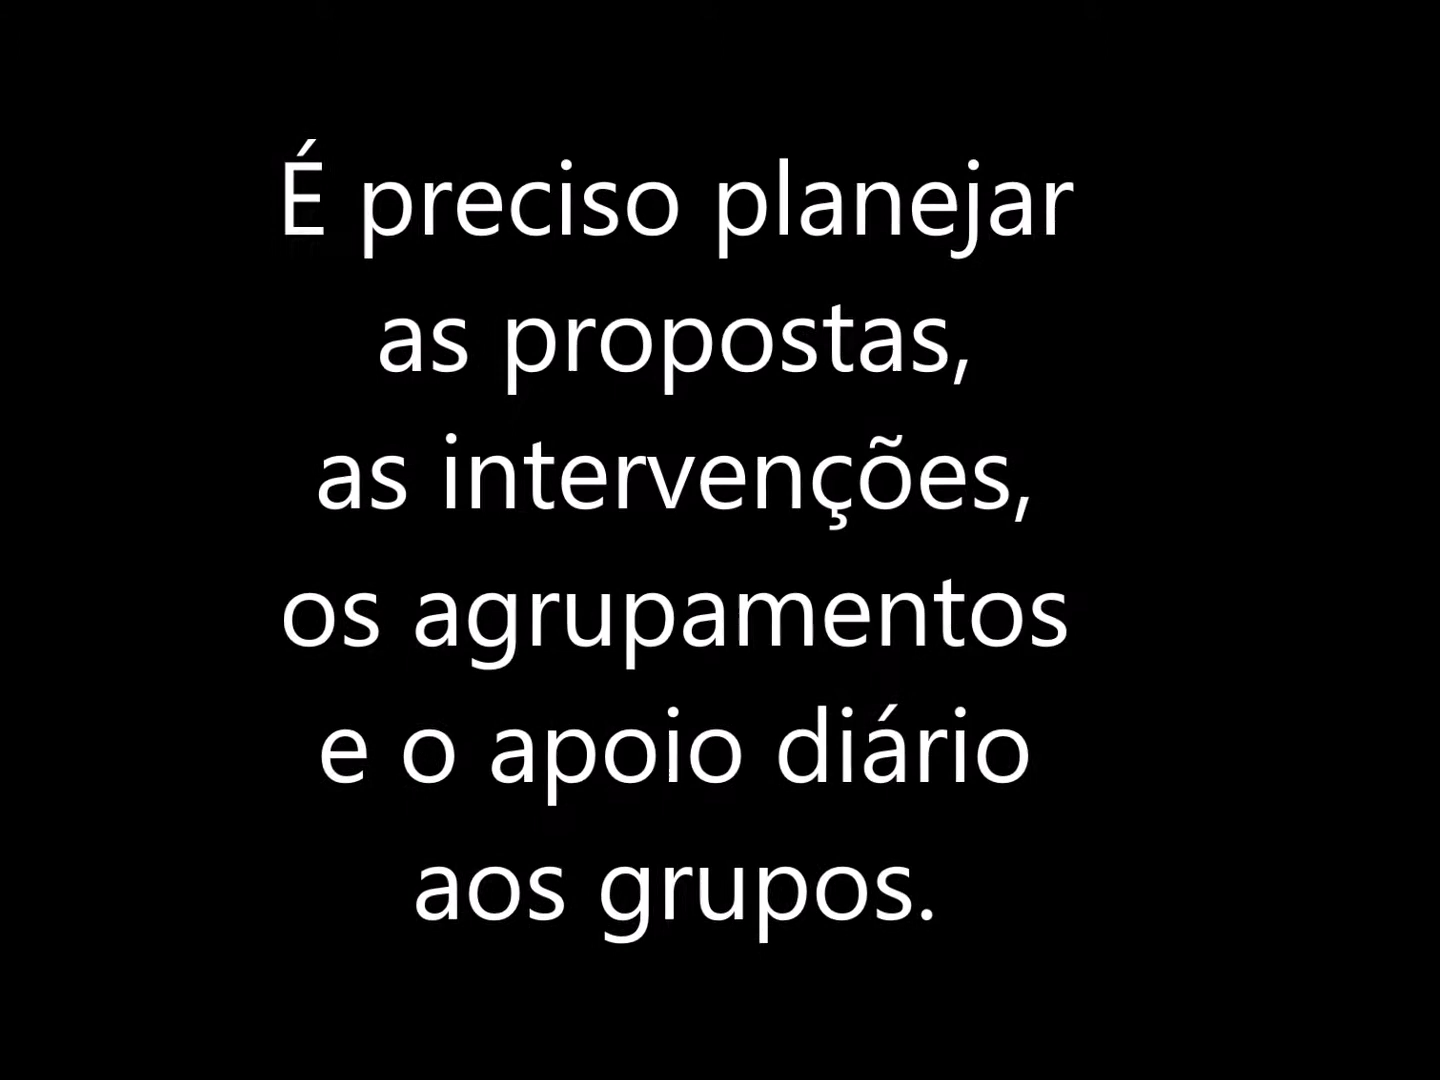 É preciso planejar
as propostas,
as intervenções,
os agrupamentos
e o apoio diário
aos grupos.